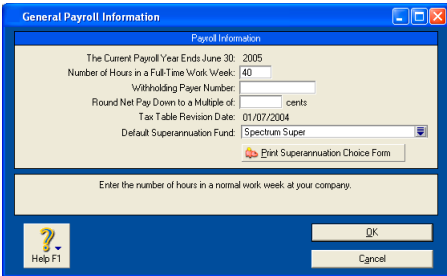 General Payroll Information
Payroll Information
The Current Payroll Year Ends June 30: 2005
Number of Hours in a Full-Time Work Week: 40
Withholding Payer Number:
Round Net Pay Down to a Multiple of: cents
Tax Table Revision Date: 01/07/2004
Default Superannuation Fund: Spectrum Super
Print Superannuation Choice Form
Enter the number of hours in a normal work week at your company.
Help F1
OK
Cancel